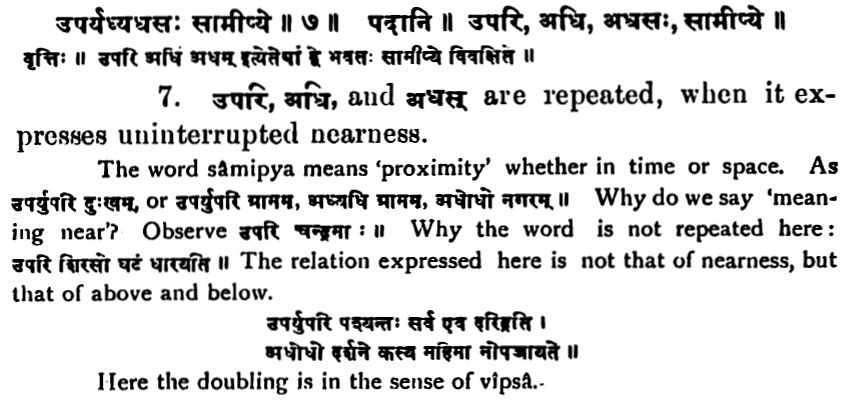 उपर्यध्यधसः सामीप्ये ॥ ७ ॥ पदानि ॥ उपरि, अधि, अधसः, सामीप्ये ॥
वृत्तिः ॥ उपरि अधि अधस् इत्येतेषां द्वे भवतः सामीप्ये विवक्षिते ॥
7. उपरि, अधि, and अधस् are repeated, when it ex-
presses uninterrupted nearness.
The word sâmipya means 'proximity' whether in time or space. As
उपर्युपरि दुःखम्, or उपर्युपरि ग्रामम्, अध्यधि ग्रामम्, अधोधो नगरम् ॥ Why do we say 'mean-
ing near'? Observe उपरि चन्द्रमाः ॥ Why the word is not repeated here :
उपरि शिरसो घटं धारयति ॥ The relation expressed here is not that of nearness, but
that of above and below.
उपर्युपरि पश्यन्तः सर्व एव दरिद्रति ।
अधोधो दर्शने कस्य महिमा नोपजायते ॥
Here the doubling is in the sense of vîpsâ.